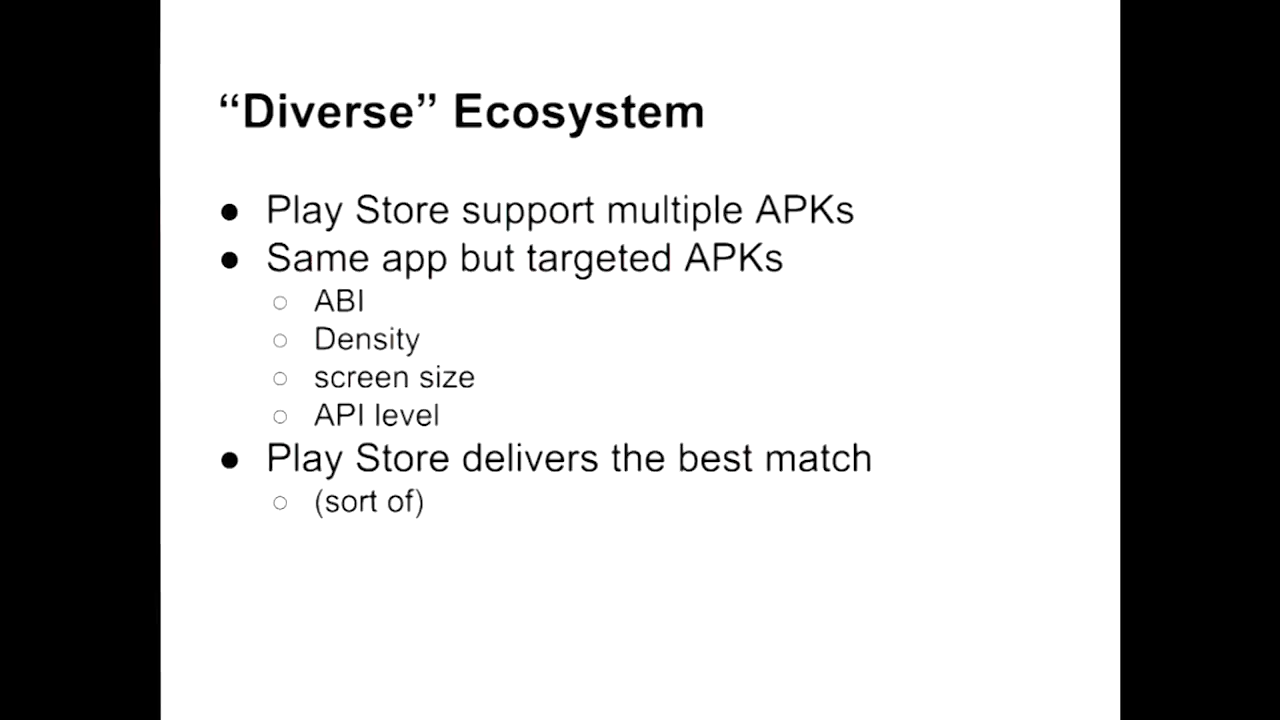 “Diverse” Ecosystem
● Play Store support multiple APKs
● Same app but targeted APKs
○ ABI
○ Density
○ screen size
○ API level
● Play Store delivers the best match
○ (sort of)